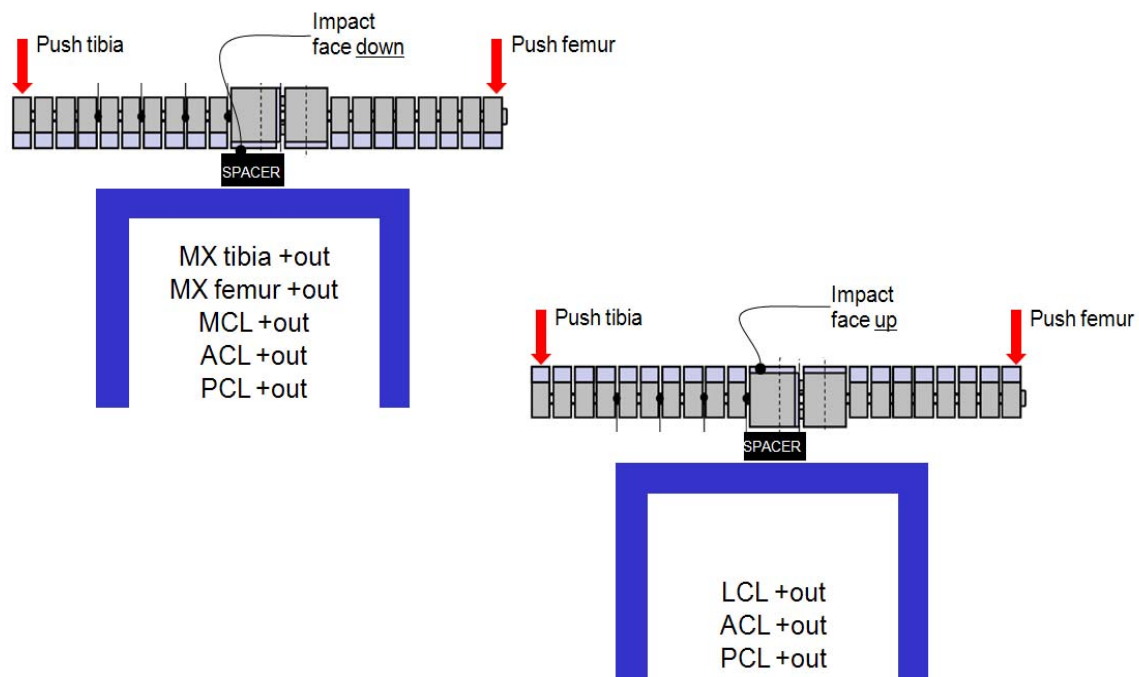 Push tibia
Impact
face down
Push femur
SPACER
MX tibia +out
MX femur +out
MCL +out
ACL +out
PCL +out
Push tibia
Impact
face up
Push femur
SPACER
LCL +out
ACL +out
PCL +out